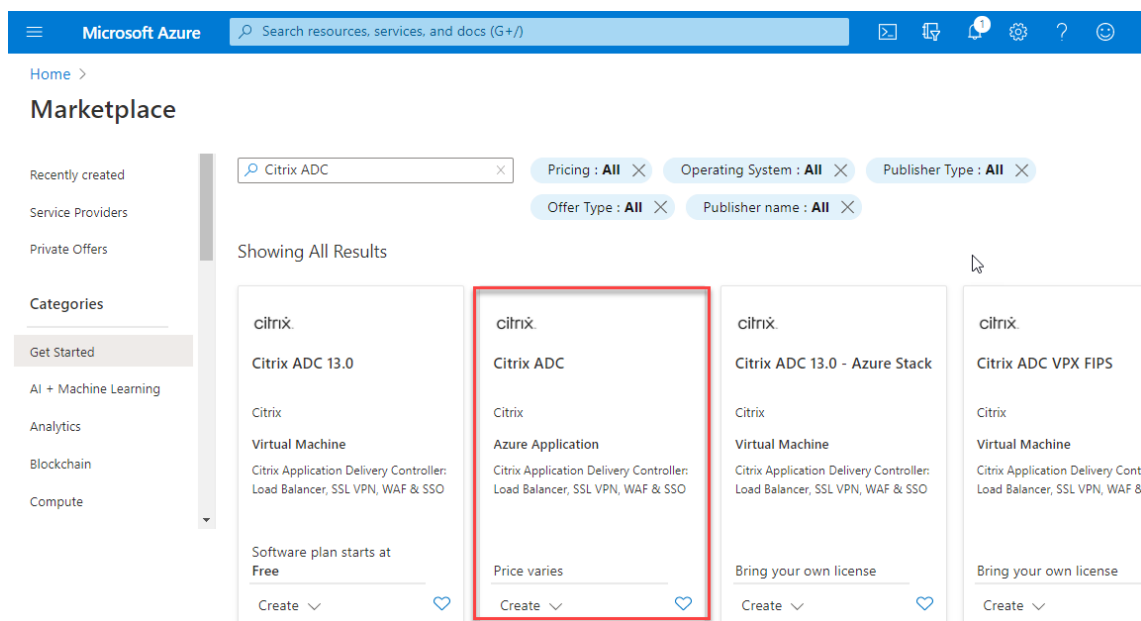 Microsoft Azure
Search resources, services, and docs (G+/)
1
Home >
Marketplace
Recently created
Service Providers
Private Offers
Categories
Get Started
AI + Machine Learning
Analytics
Blockchain
Compute
Citrix ADC
Pricing : All
Operating System : All
Publisher Type : All
Offer Type : All
Publisher name : All
Showing All Results
citrix.
Citrix ADC 13.0
Citrix
Virtual Machine
Citrix Application Delivery Controller:
Load Balancer, SSL VPN, WAF & SSO
Software plan starts at
Free
Create
citrix.
Citrix ADC
Citrix
Azure Application
Citrix Application Delivery Controller:
Load Balancer, SSL VPN, WAF & SSO
Price varies
Create
citrix.
Citrix ADC 13.0 - Azure Stack
Citrix
Virtual Machine
Citrix Application Delivery Controller:
Load Balancer, SSL VPN, WAF & SSO
Bring your own license
Create
citrix.
Citrix ADC VPX FIPS
Citrix
Virtual Machine
Citrix Application Delivery Cont
Load Balancer, SSL VPN, WAF &
Bring your own license
Create